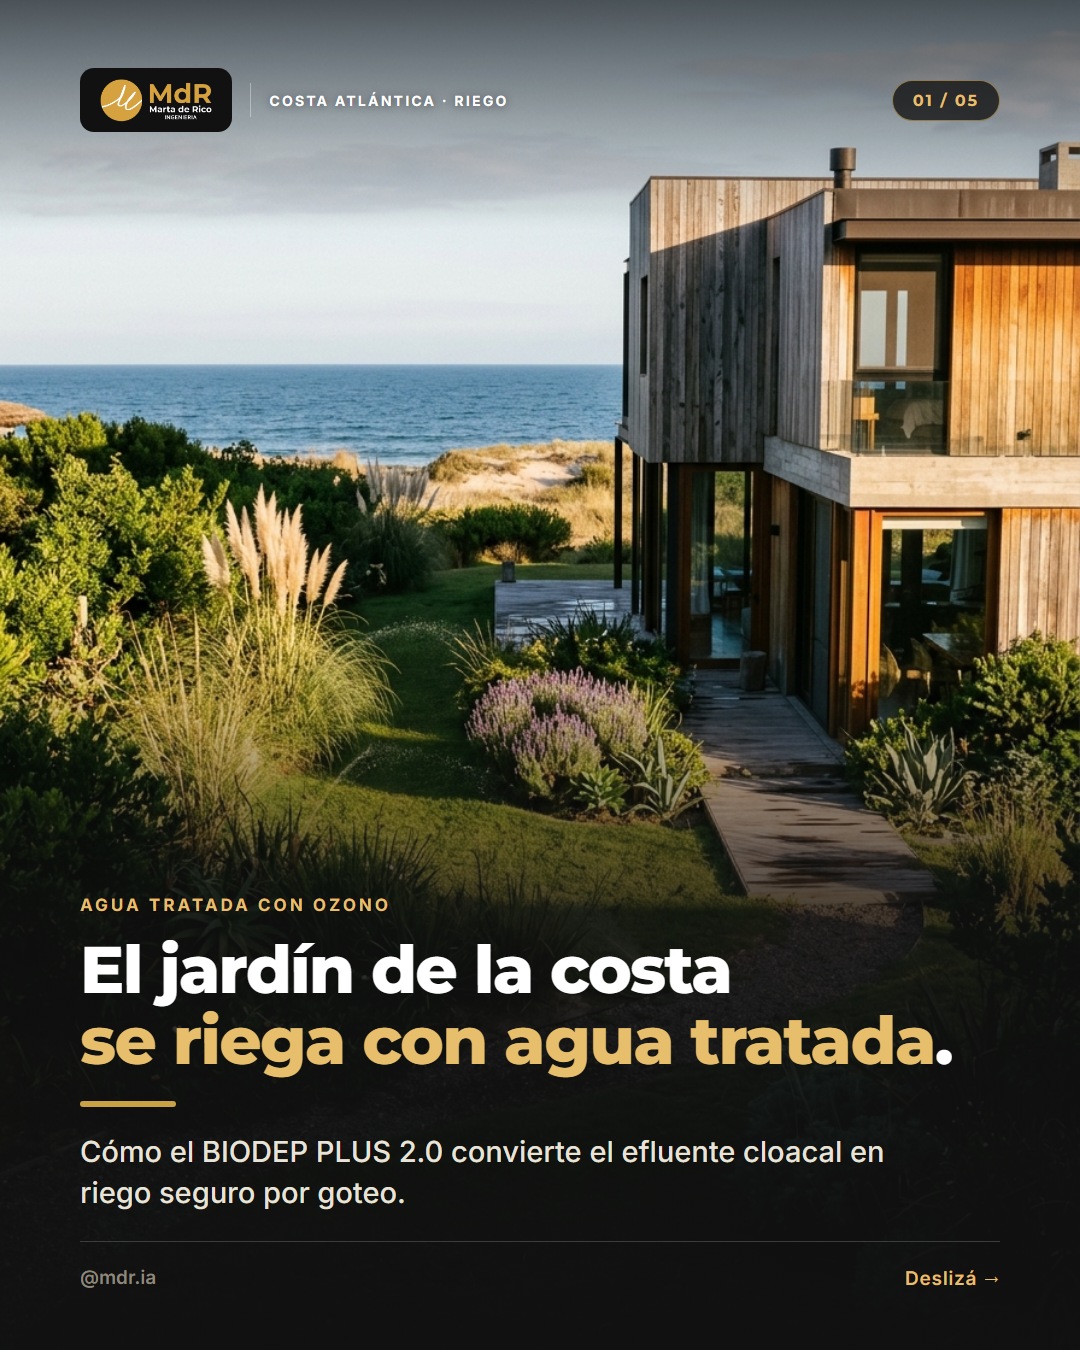 MdR
Marta de Rico
INGENIERIA
COSTA ATLÁNTICA · RIEGO
01 / 05
AGUA TRATADA CON OZONO
El jardín de la costa
se riega con agua tratada.
Cómo el BIODEP PLUS 2.0 convierte el efluente cloacal en
riego seguro por goteo.
@mdr.ia
Deslizá →